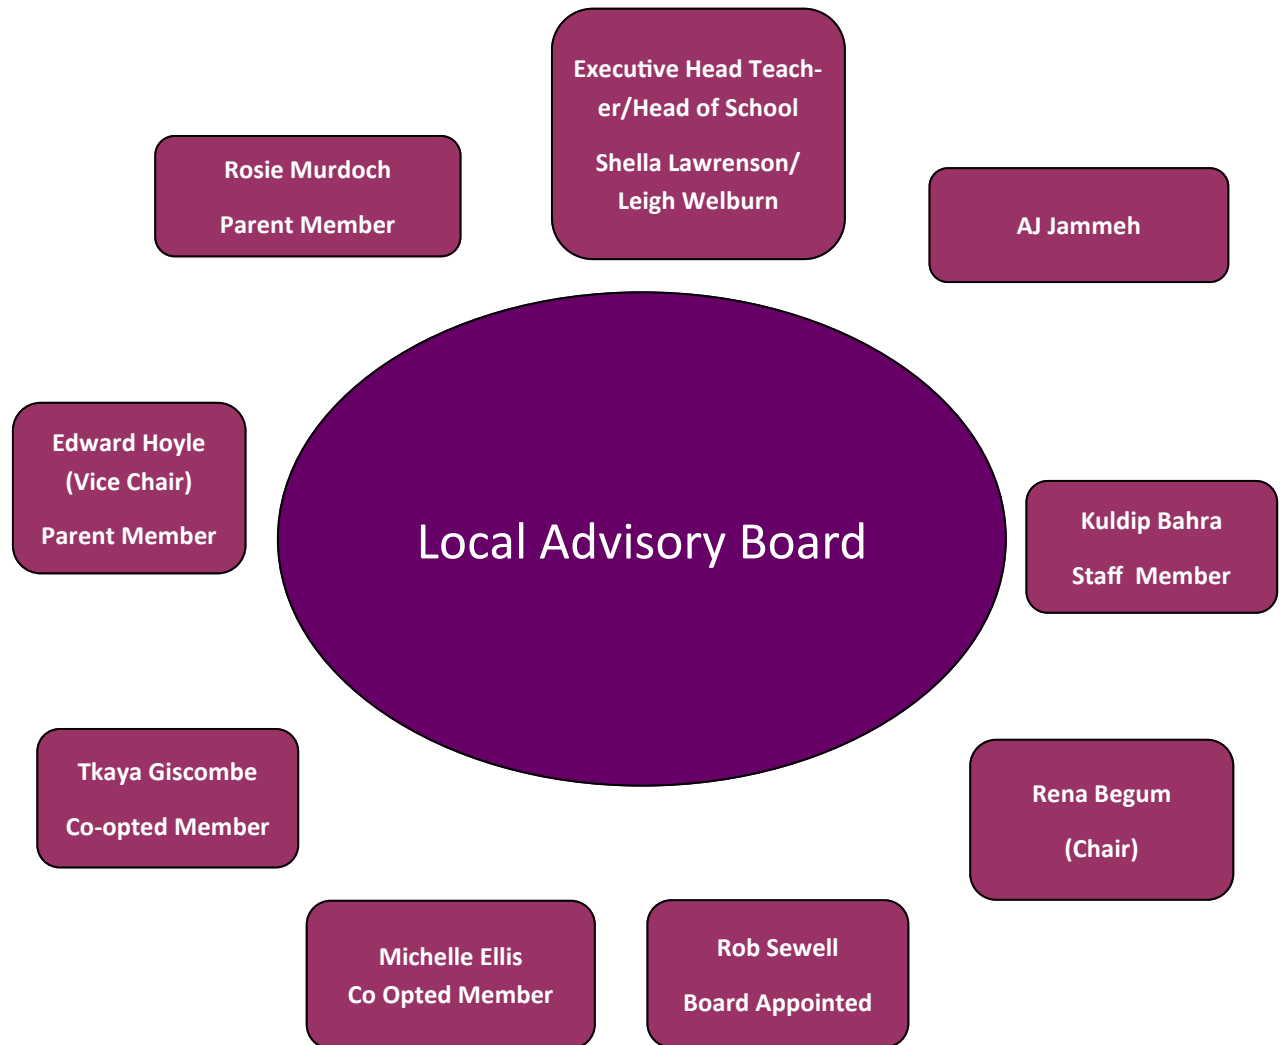 Executive Head Teach-
er/Head of School
Shella Lawrenson/
Leigh Welburn
Rosie Murdoch
Parent Member
AJ Jammeh
Edward Hoyle
(Vice Chair)
Parent Member
Local Advisory Board
Kuldip Bahra
Staff  Member
Tkaya Giscombe
Co-opted Member
Rena Begum
(Chair)
Michelle Ellis
Co Opted Member
Rob Sewell
Board Appointed